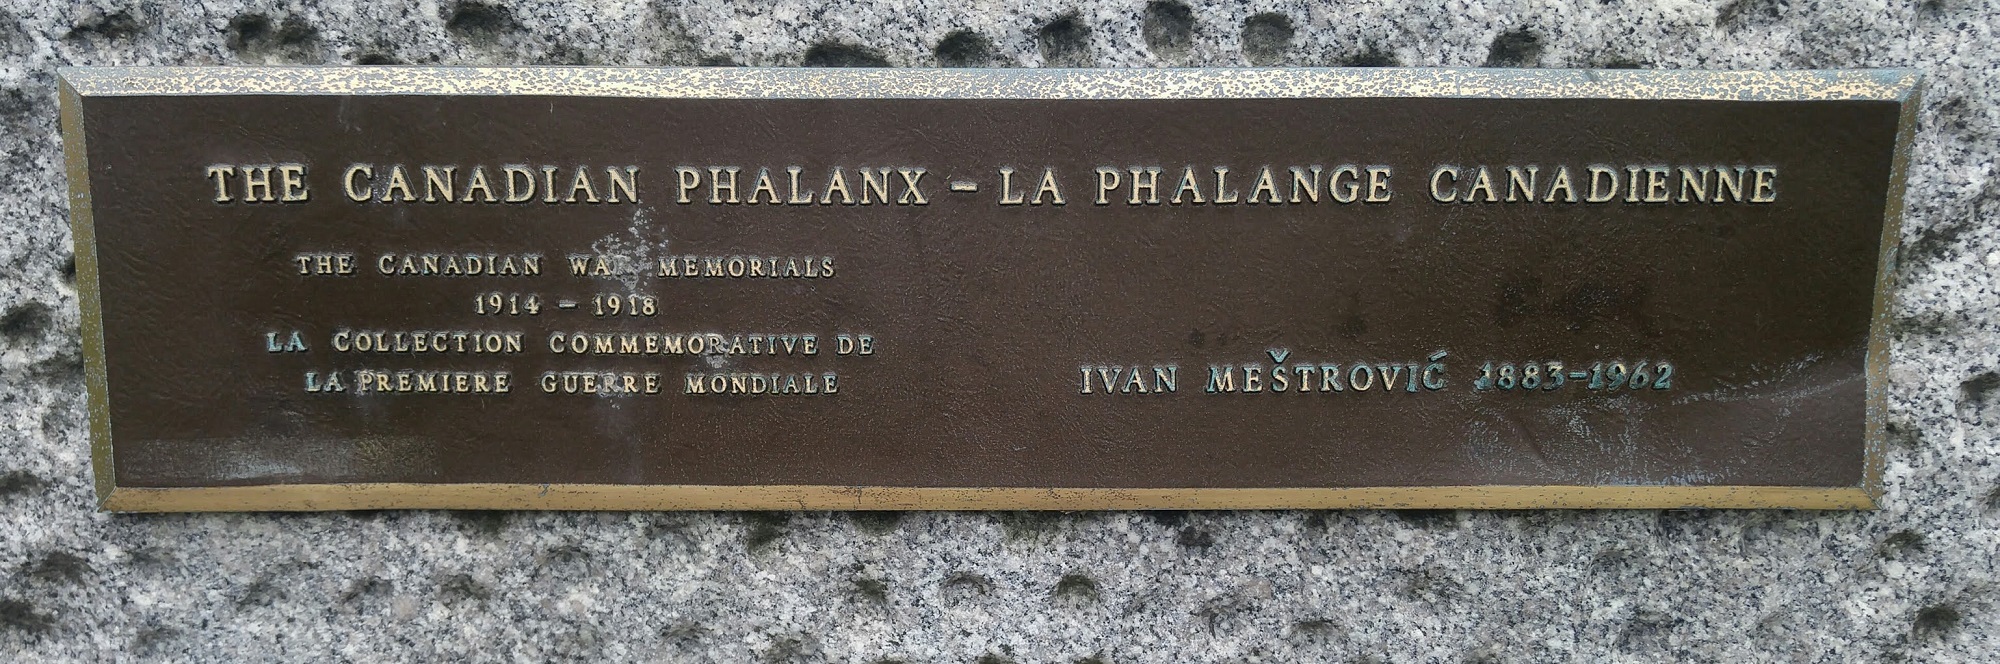 THE CANADIAN PHALANX – LA PHALANGE CANADIENNE
THE CANADIAN WAR MEMORIALS
1914 – 1918
LA COLLECTION COMMEMORATIVE DE
LA PREMIERE GUERRE MONDIALE
IVAN MEŠTROVIĆ 1883–1962